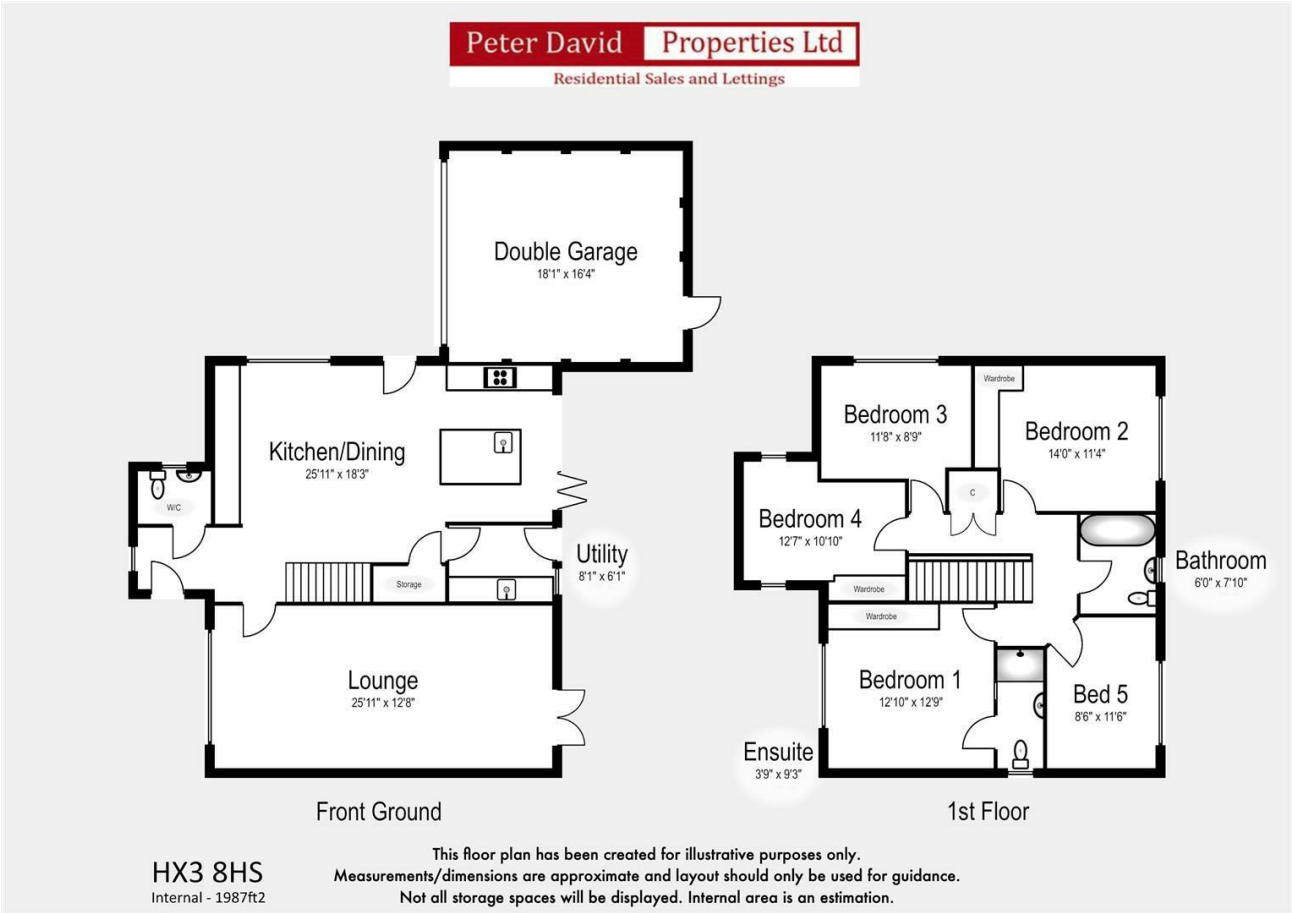 Peter David Properties Ltd
Residential Sales and Lettings
Double Garage
18'1" x 16'4"
Kitchen/Dining
25'11" x 18'3"
W/C
Storage
Utility
8'1" x 6'1"
Lounge
25'11" x 12'8"
Front Ground
Bedroom 3
11'8" x 8'9"
Wardrobe
Bedroom 2
14'0" x 11'4"
C
Bedroom 4
12'7" x 10'10"
Wardrobe
Bathroom
6'0" x 7'10"
Wardrobe
Bedroom 1
12'10" x 12'9"
Bed 5
8'6" x 11'6"
Ensuite
3'9" x 9'3"
1st Floor
HX3 8HS
Internal - 1987ft2
This floor plan has been created for illustrative purposes only.
Measurements/dimensions are approximate and layout should only be used for guidance.
Not all storage spaces will be displayed. Internal area is an estimation.